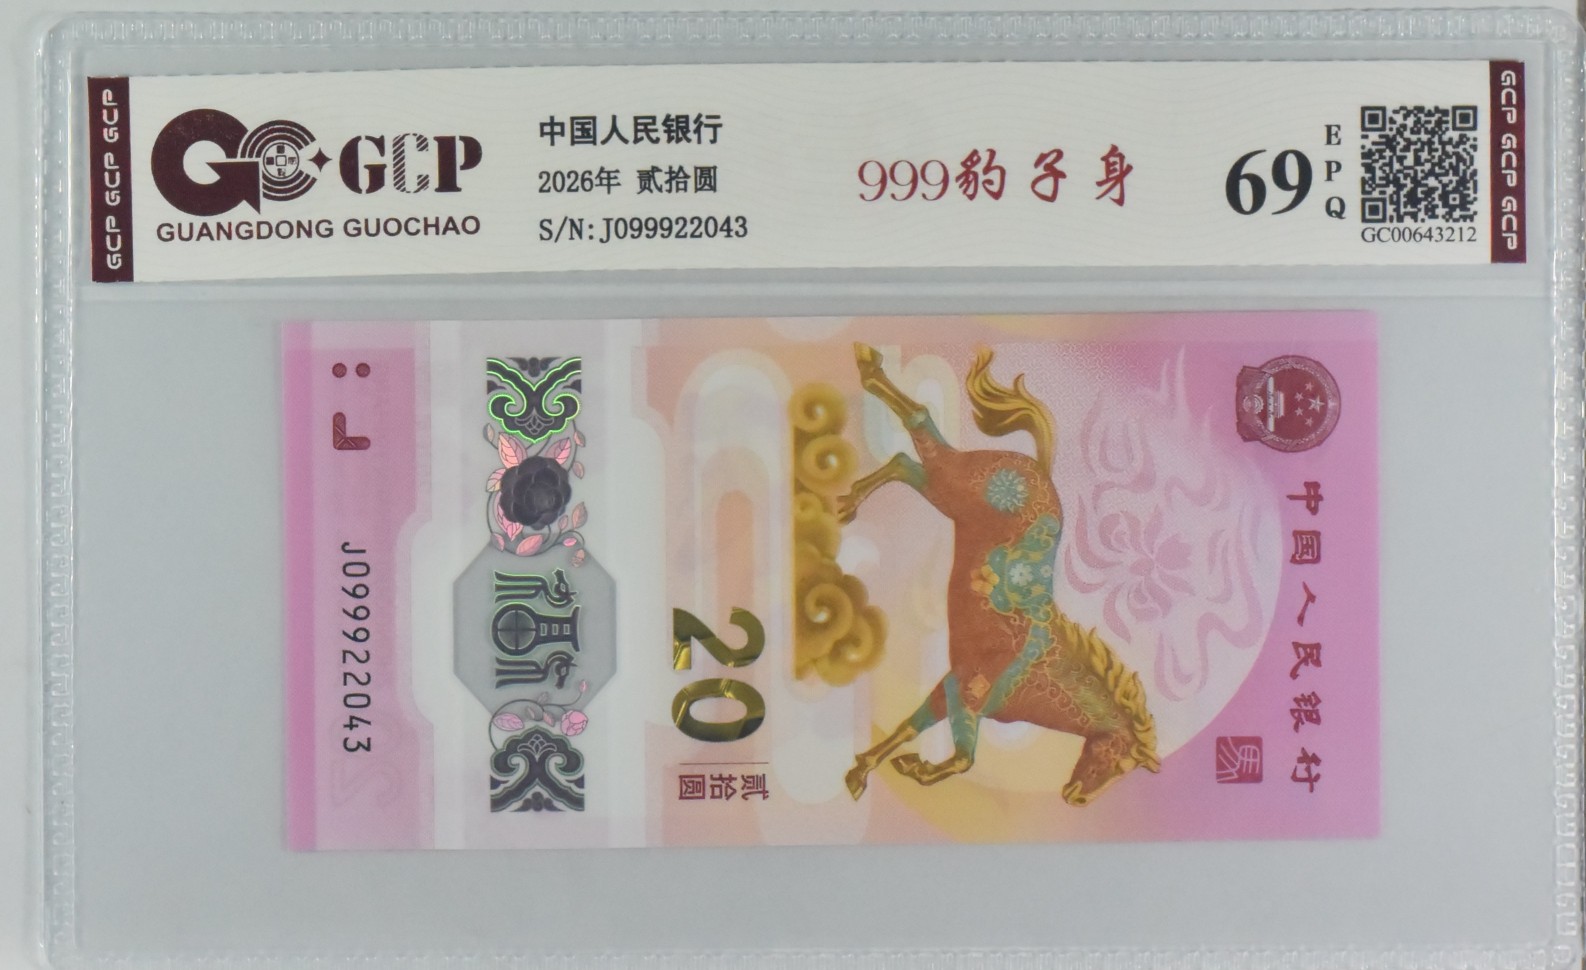 GCP GCP GCP
GCP
GUANGDONG GUOCHAO
中国人民银行
2026年 贰拾圆
S/N:J099922043
999豹子身
69
EPQ
GC00643212
GCP GCP GCP
J
J099922043
20
贰拾圆
中国人民银行